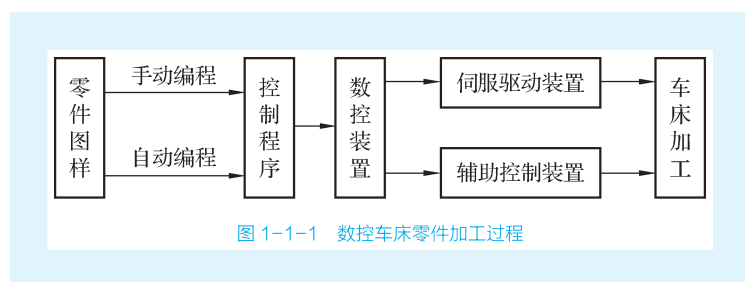 零件图样
手动编程
自动编程
控制程序
数控装置
伺服驱动装置
辅助控制装置
车床加工
图 1-1-1 数控车床零件加工过程